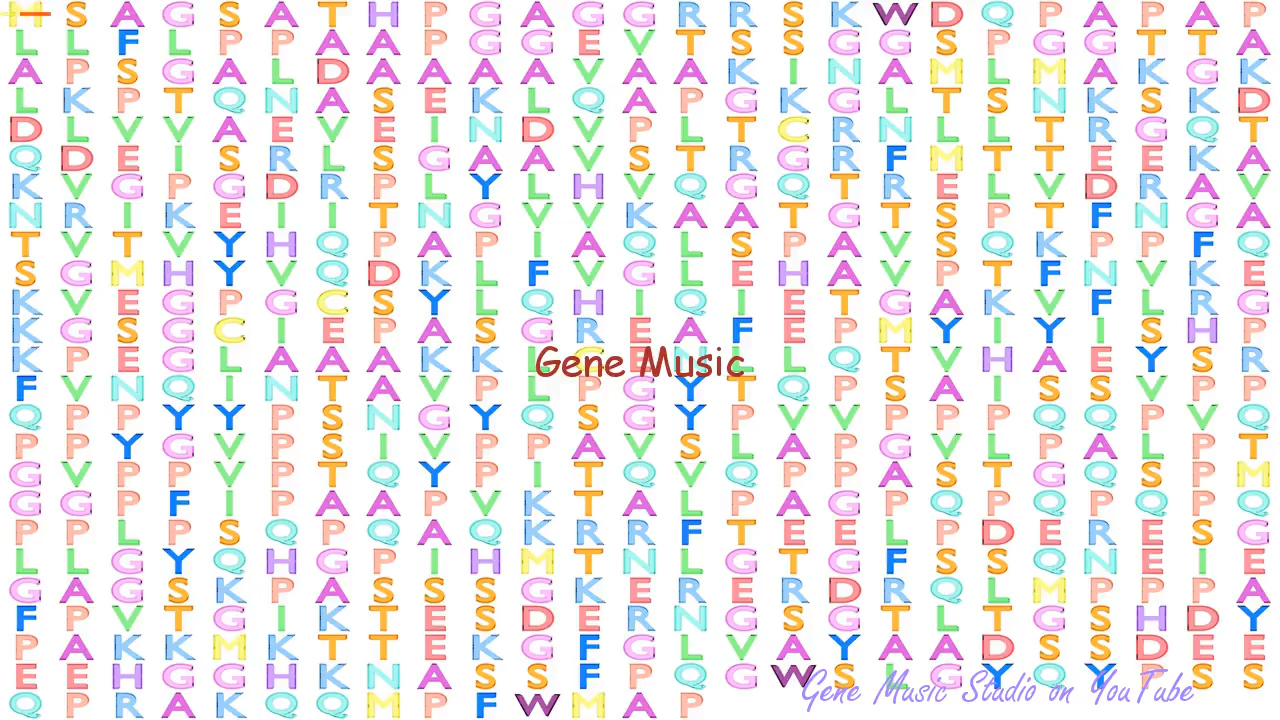 M S A G S A T H P G A G G G R R S K W D Q P A P A P
L L F L P P A A P G G E V T S S G G S P G G T T A
A P S G A L D A A A A V A A K I N A M L M A K G K
L K P T Q N A S E K L Q A P G K G L T S N K S K D
D L V V A E V E I N D V P L T C R N L L T R G Q T
Q D E I S R L S G A A V S T R G R F M T T E E K A
K V G P G D R P L Y L H V Q G Q T R E L V D R A V
N R I K E I I T N G V V K A A T G T S P T F N G A
T V T V Y H Q P A P I A Q L S P A V S Q K P P F Q
S G M H Y V Q D K L F V G L E H A V P T F N V K E
K V E G P G C S Y L Q H I Q I E T G A K V F L R G
K G S G C I E P A S G R E A F E P M Y I Y I S H P
Gene Music
F V N Q I N T A V P L P G Y T Q P S A I S S V P R
Q P P Y Y P S N G Y Q S G Y P V V P P P Q Q P V Q
P P Y G V P S I V P P A V S L A P G V L P A L P T
G V P P V P T Q Y P I T Q V Q P P A S T G Q S P M
G G P F I P A A P V K T A L P A G P Q P Q P Q P Q
P P L P S Q P Q A Q K R R F T E E L P D E R E S G
L L G Y Q H G P I H M T N L G T G F S S Q N E I E
G A G S K P A S S S G K E R E R D R Q L M P P P A
F P V T G I K T E S D E R N G S G T L T G S H D Y
P A K K M K T T E K G F G L V A Y A A D S S D E E
E E H G G H K N A S S F P Q G W S L G Y Q Y P S S
Q P R A K Q Q M P F W M A P
Gene Music Studio on YouTube